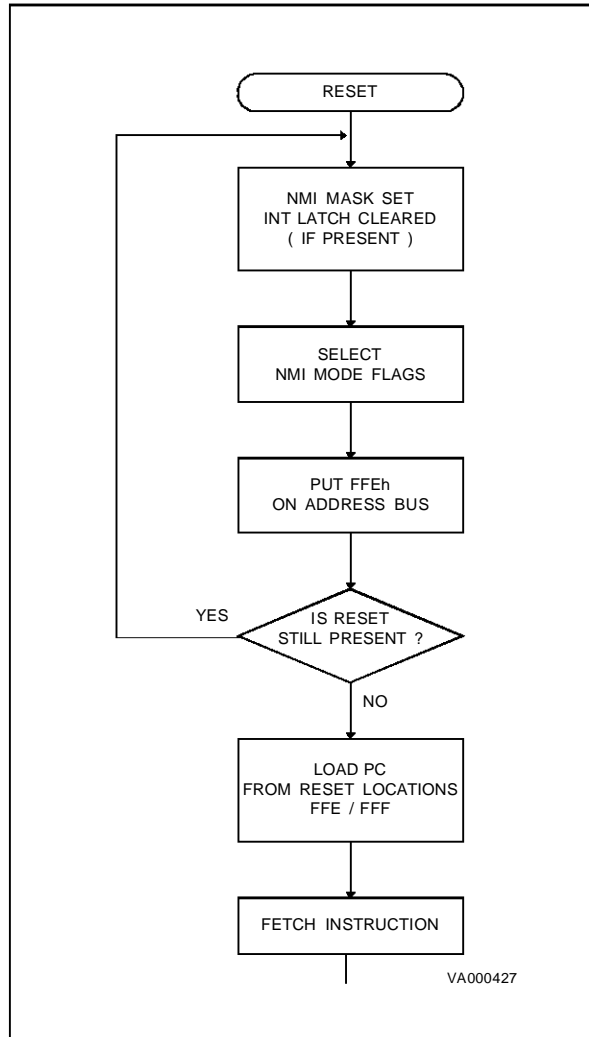 RESET
NMI MASK SET
INT LATCH CLEARED
( IF PRESENT )
SELECT
NMI MODE FLAGS
PUT FFEh
ON ADDRESS BUS
YES
IS RESET
STILL PRESENT ?
NO
LOAD PC
FROM RESET LOCATIONS
FFE / FFF
FETCH INSTRUCTION
VA000427